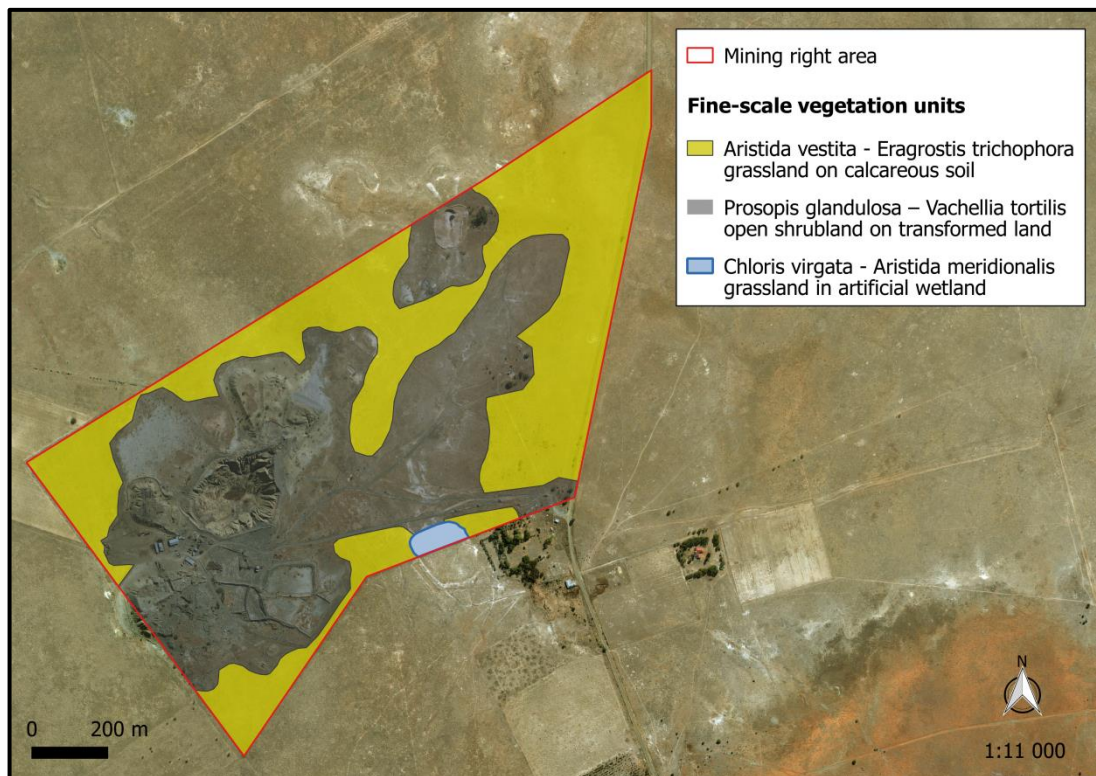 Mining right area
Fine-scale vegetation units
Aristida vestita - Eragrostis trichophora
grassland on calcareous soil
Prosopis glandulosa – Vachellia tortilis
open shrubland on transformed land
Chloris virgata - Aristida meridionalis
grassland in artificial wetland
N
0 200 m
1:11 000